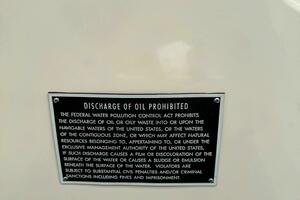 DISCHARGE OF OIL PROHIBITED
THE FEDERAL WATER POLLUTION CONTROL ACT PROHIBITS
THE DISCHARGE OF OIL OR OILY WASTE INTO OR UPON THE
NAVIGABLE WATERS OF THE UNITED STATES, OR THE WATERS
OF THE CONTIGUOUS ZONE, OR WHICH MAY AFFECT NATURAL
RESOURCES BELONGING TO, APPERTAINING TO, OR UNDER THE
EXCLUSIVE MANAGEMENT AUTHORITY OF THE UNITED STATES,
IF SUCH DISCHARGE CAUSES A FILM OR DISCOLORATION OF THE
SURFACE OF THE WATER OR CAUSES A SLUDGE OR EMULSION
BENEATH THE SURFACE OF THE WATER. VIOLATORS ARE
SUBJECT TO SUBSTANTIAL CIVIL PENALTIES AND/OR CRIMINAL
SANCTIONS INCLUDING FINES AND IMPRISONMENT.